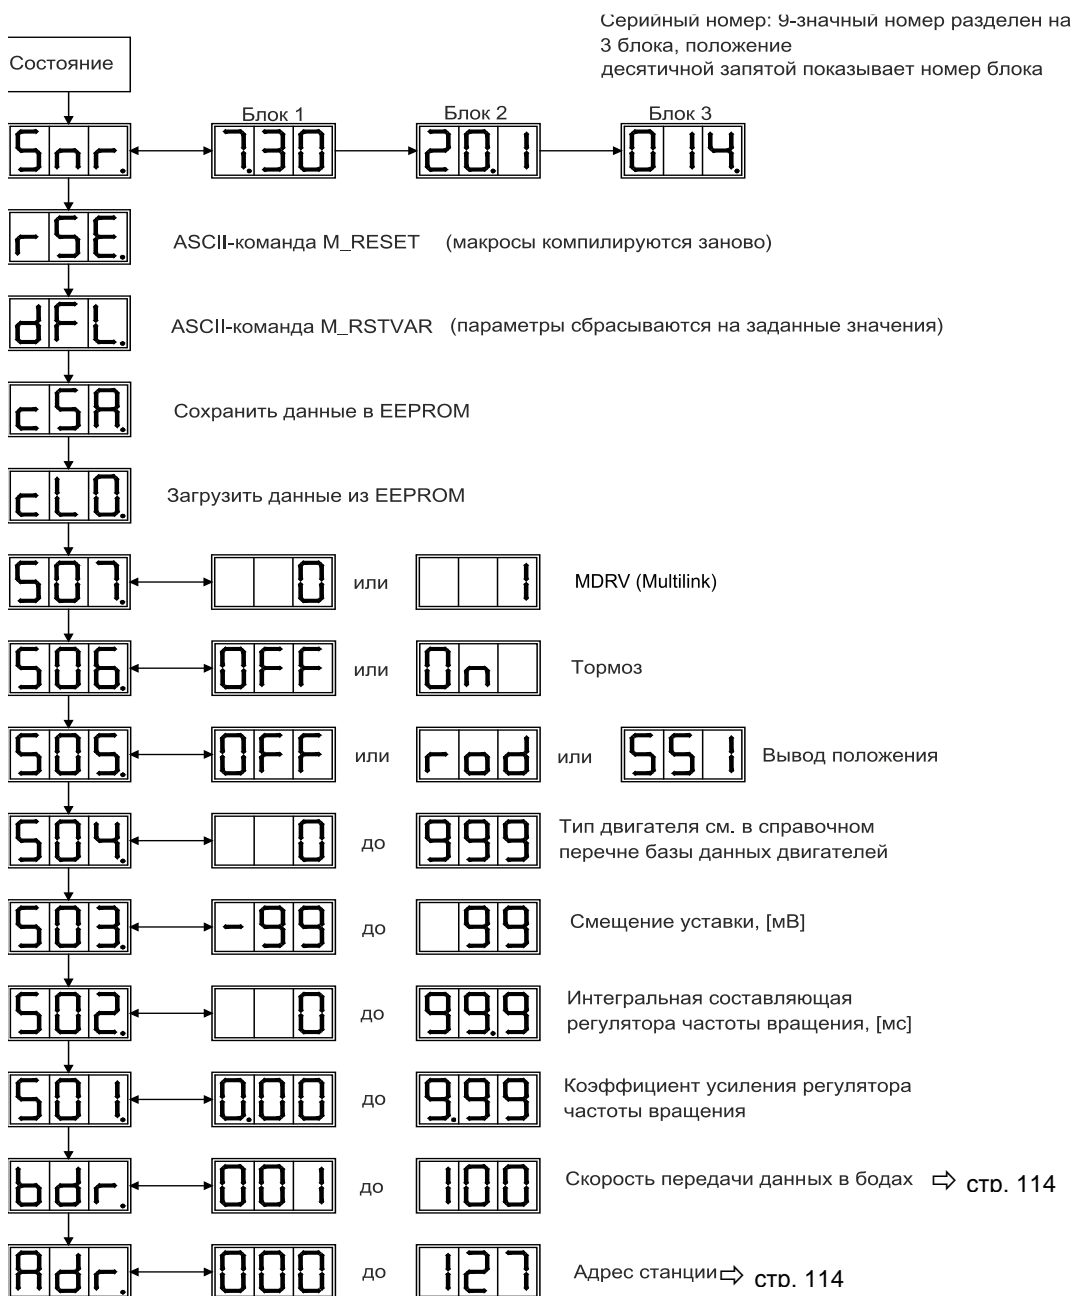 Серийный номер: 9-значный номер разделен на
3 блока, положение
десятичной запятой показывает номер блока
Состояние
Блок 1
Блок 2
Блок 3
Snr.
7.30
20.1
014.
rSE.
ASCII-команда M_RESET (макросы компилируются заново)
dFL.
ASCII-команда M_RSTVAR (параметры сбрасываются на заданные значения)
cSA.
Сохранить данные в EEPROM
cLO.
Загрузить данные из EEPROM
S07. 0 или 1 MDRV (Multilink)
S06. OFF или On Тормоз
S05. OFF или rod или SS1 Вывод положения
S04. 0 до 999 Тип двигателя см. в справочном
перечне базы данных двигателей
S03. -99 до 99 Смещение уставки, [мВ]
S02. 0 до 99.9 Интегральная составляющая
регулятора частоты вращения, [мс]
S01. 0.00 до 9.99 Коэффициент усиления регулятора
частоты вращения
bdr. 001 до 100 Скорость передачи данных в бодах ⇨ стр. 114
Adr. 000 до 127 Адрес станции ⇨ стр. 114